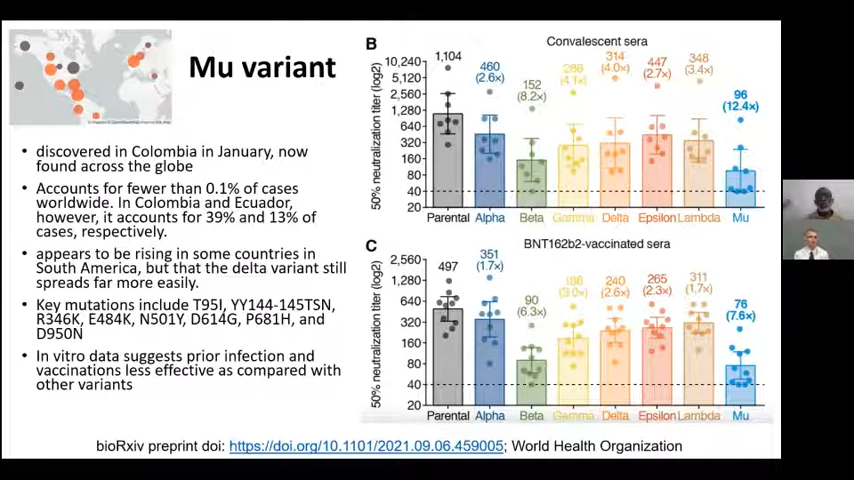 Mu variant
discovered in Colombia in January, now
found across the globe
Accounts for fewer than 0.1% of cases
worldwide. In Colombia and Ecuador,
however, it accounts for 39% and 13% of
cases, respectively.
appears to be rising in some countries in
South America, but that the delta variant still
spreads far more easily.
Key mutations include T95I, YY144-145TSN,
R346K, E484K, N501Y, D614G, P681H, and
D950N
In vitro data suggests prior infection and
vaccinations less effective as compared with
other variants
B
Convalescent sera
50% neutralization titer (log2)
10,240
5,120
2,560
1,280
640
320
160
80
40
20
1,104
460
(2.6×)
152
(8.2×)
286
(4.1×)
314
(4.0×)
447
(2.7×)
348
(3.4×)
96
(12.4×)
Parental Alpha Beta Gamma Delta Epsilon Lambda Mu
C
BNT162b2-vaccinated sera
50% neutralization titer (log2)
2,560
1,280
640
320
160
80
40
20
497
351
(1.7×)
90
(6.3×)
(3.0×)
240
(2.6×)
265
(2.3×)
311
(1.7×)
76
(7.6×)
Parental Alpha Beta Gamma Delta Epsilon Lambda Mu
bioRxiv preprint doi: https://doi.org/10.1101/2021.09.06.459005; World Health Organization